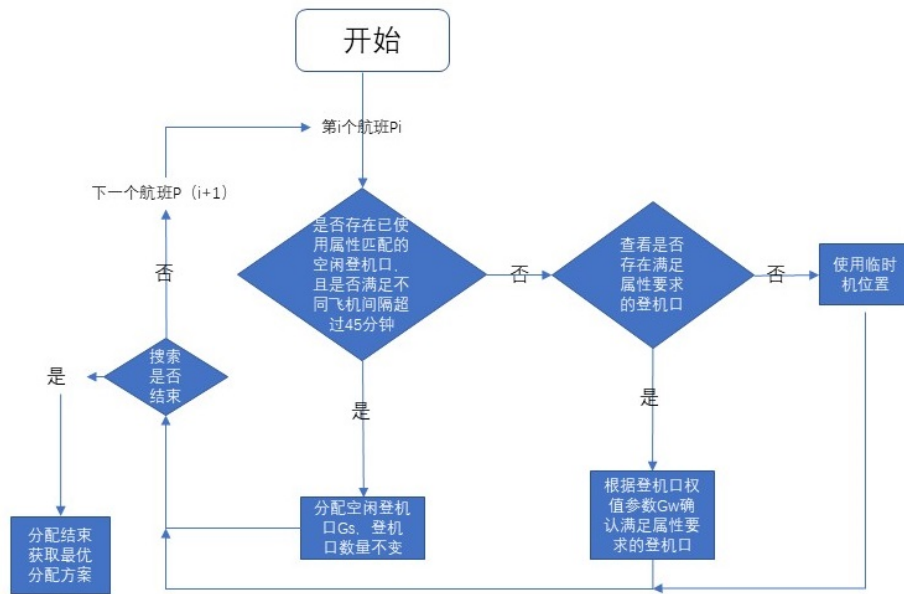 开始
第i个航班Pi
下一个航班P（i+1）
是否存在已使
用属性匹配的
空闲登机口，
且是否满足不
同飞机间隔超
过45分钟
否
查看是否
存在满足
属性要求
的登机口
否
使用临时
机位置
否
搜索
是否
结束
是
是
是
分配空闲登机
口Gs，登机
口数量不变
根据登机口权
值参数Gw确
认满足属性要
求的登机口
分配结束
获取最优
分配方案